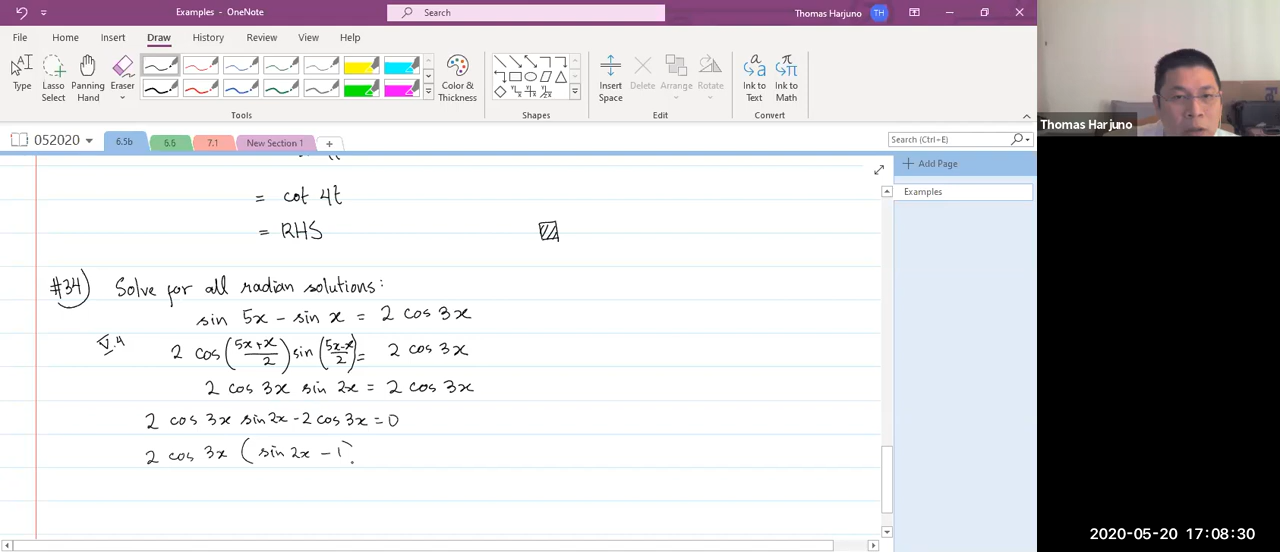 Examples - OneNote
Search
Thomas Harjuno TH
File Home Insert Draw History Review View Help
Type Lasso Select Panning Hand Eraser Color & Thickness Insert Space Delete Arrange Rotate Ink to Text Ink to Math
Tools Shapes Edit Convert
052020 6.5b 6.6 7.1 New Section 1 + Search (Ctrl+E)
Thomas Harjuno
Add Page
Examples
= cot 4t
= RHS
#34) Solve for all radian solutions:
sin 5x - sin x = 2 cos 3x
2 cos (5x+x/2) sin (5x-x/2) = 2 cos 3x
2 cos 3x sin 2x = 2 cos 3x
2 cos 3x sin 2x - 2 cos 3x = 0
2 cos 3x (sin 2x - 1)
2020-05-20 17:08:30